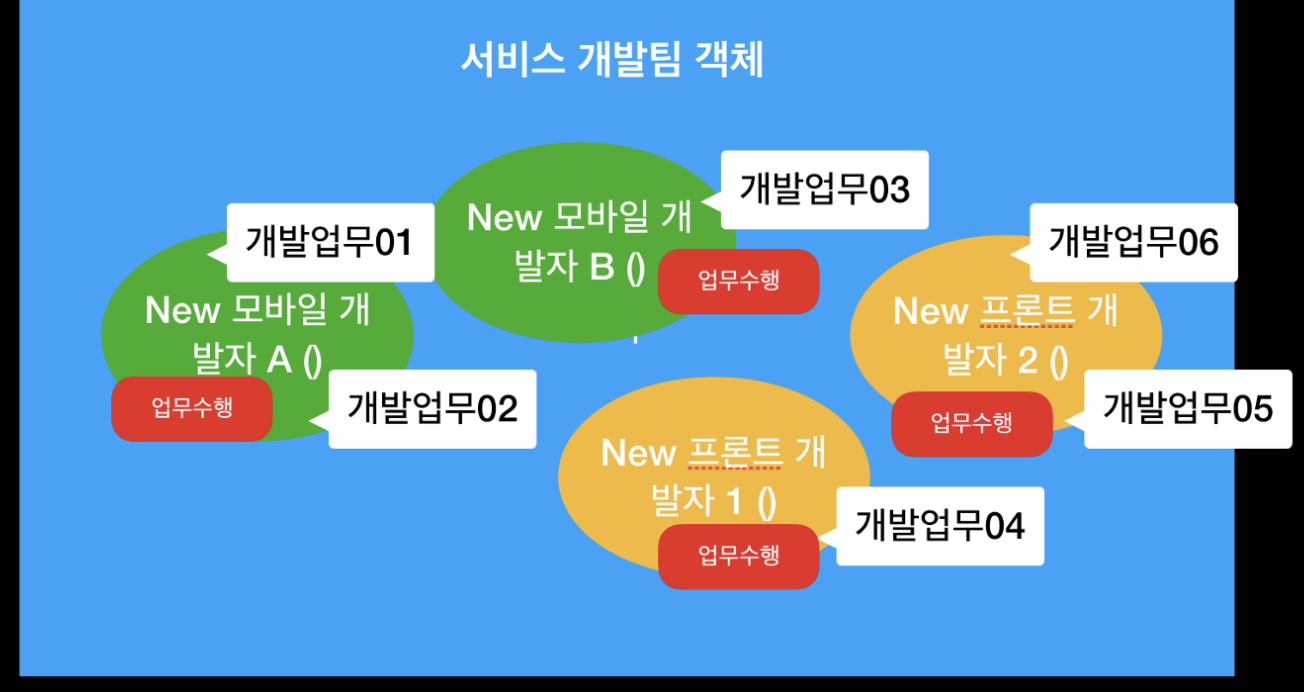 서비스 개발팀 객체
개발업무01
New 모바일 개
발자 A ()
업무수행
개발업무02
New 모바일 개
발자 B ()
개발업무03
업무수행
New 프론트 개
발자 1 ()
업무수행
개발업무04
개발업무06
New 프론트 개
발자 2 ()
업무수행
개발업무05